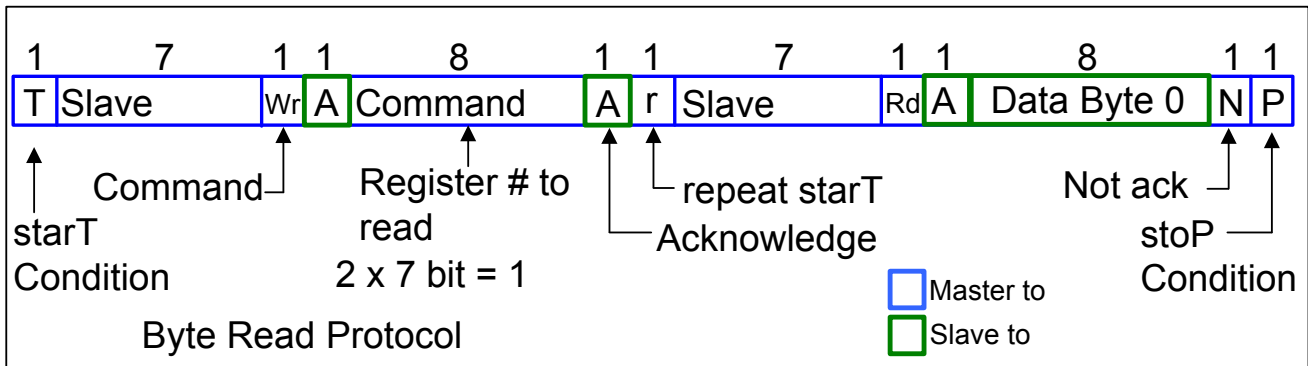 1 7 1 1 8 1 1 7 1 1 8 1 1
T Slave Wr A Command A r Slave Rd A Data Byte 0 N P
Command
Register # to
read
2 x 7 bit = 1
repeat starT
Acknowledge
Not ack
starT
Condition
stoP
Condition
Master to
Slave to
Byte Read Protocol